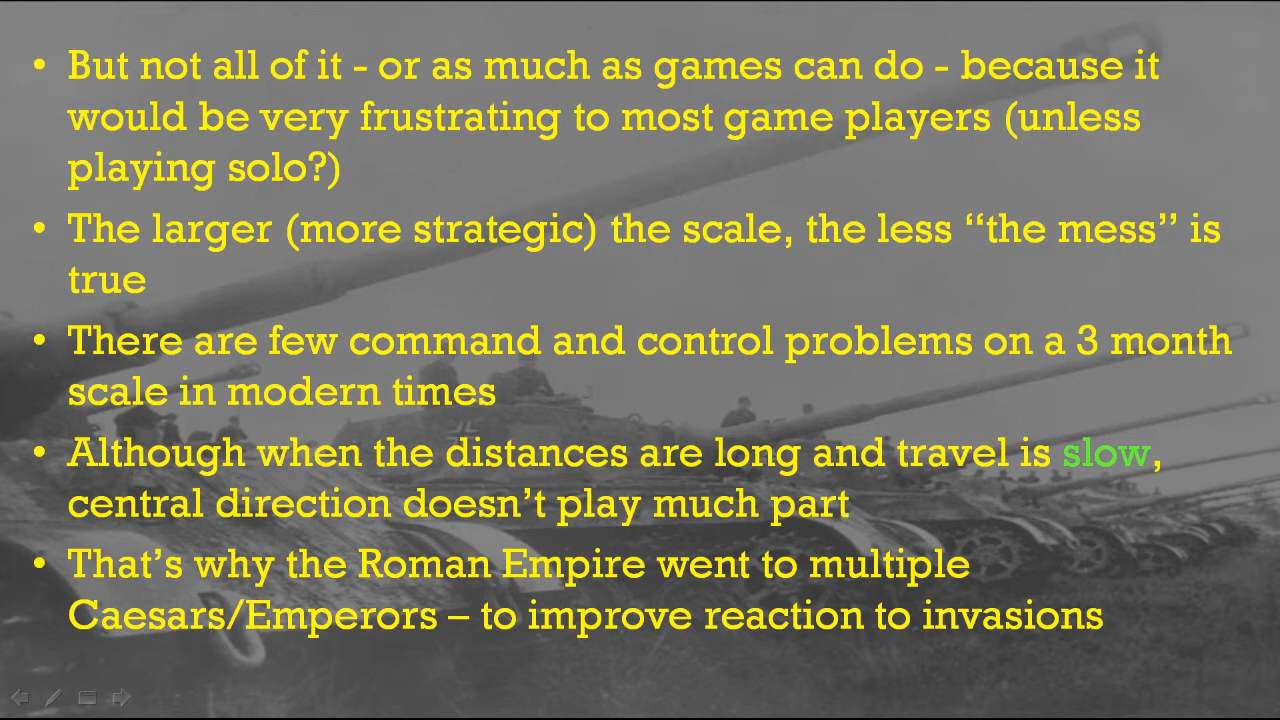 • But not all of it - or as much as games can do - because it
would be very frustrating to most game players (unless
playing solo?)
• The larger (more strategic) the scale, the less “the mess” is
true
• There are few command and control problems on a 3 month
scale in modern times
• Although when the distances are long and travel is slow,
central direction doesn’t play much part
• That’s why the Roman Empire went to multiple
Caesars/Emperors – to improve reaction to invasions